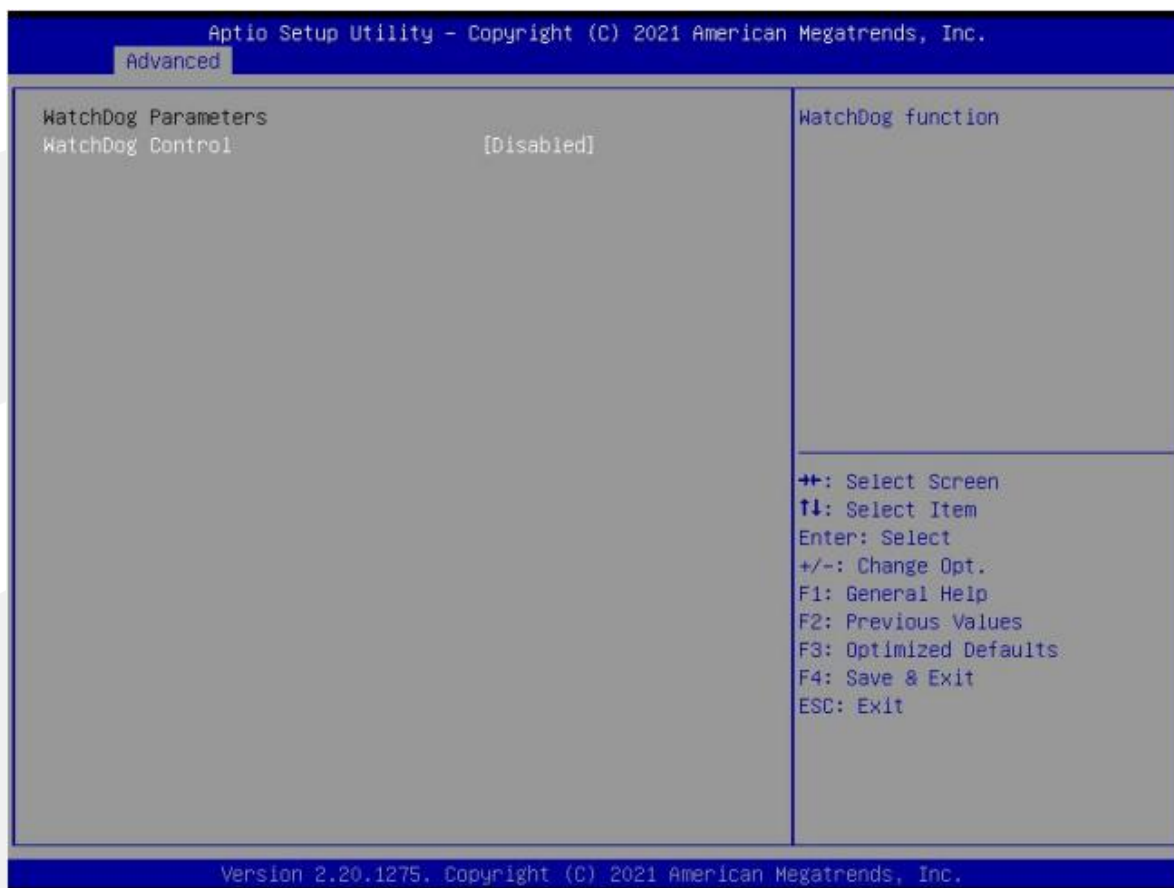 Aptio Setup Utility – Copyright (C) 2021 American Megatrends, Inc.
Advanced
WatchDog Parameters
WatchDog Control [Disabled]
WatchDog function
→←: Select Screen
↑↓: Select Item
Enter: Select
+/-: Change Opt.
F1: General Help
F2: Previous Values
F3: Optimized Defaults
F4: Save & Exit
ESC: Exit
Version 2.20.1275. Copyright (C) 2021 American Megatrends, Inc.